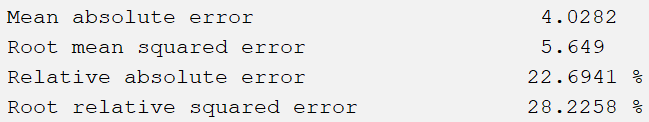 Mean absolute error 4.0282
Root mean squared error 5.649
Relative absolute error 22.6941 %
Root relative squared error 28.2258 %